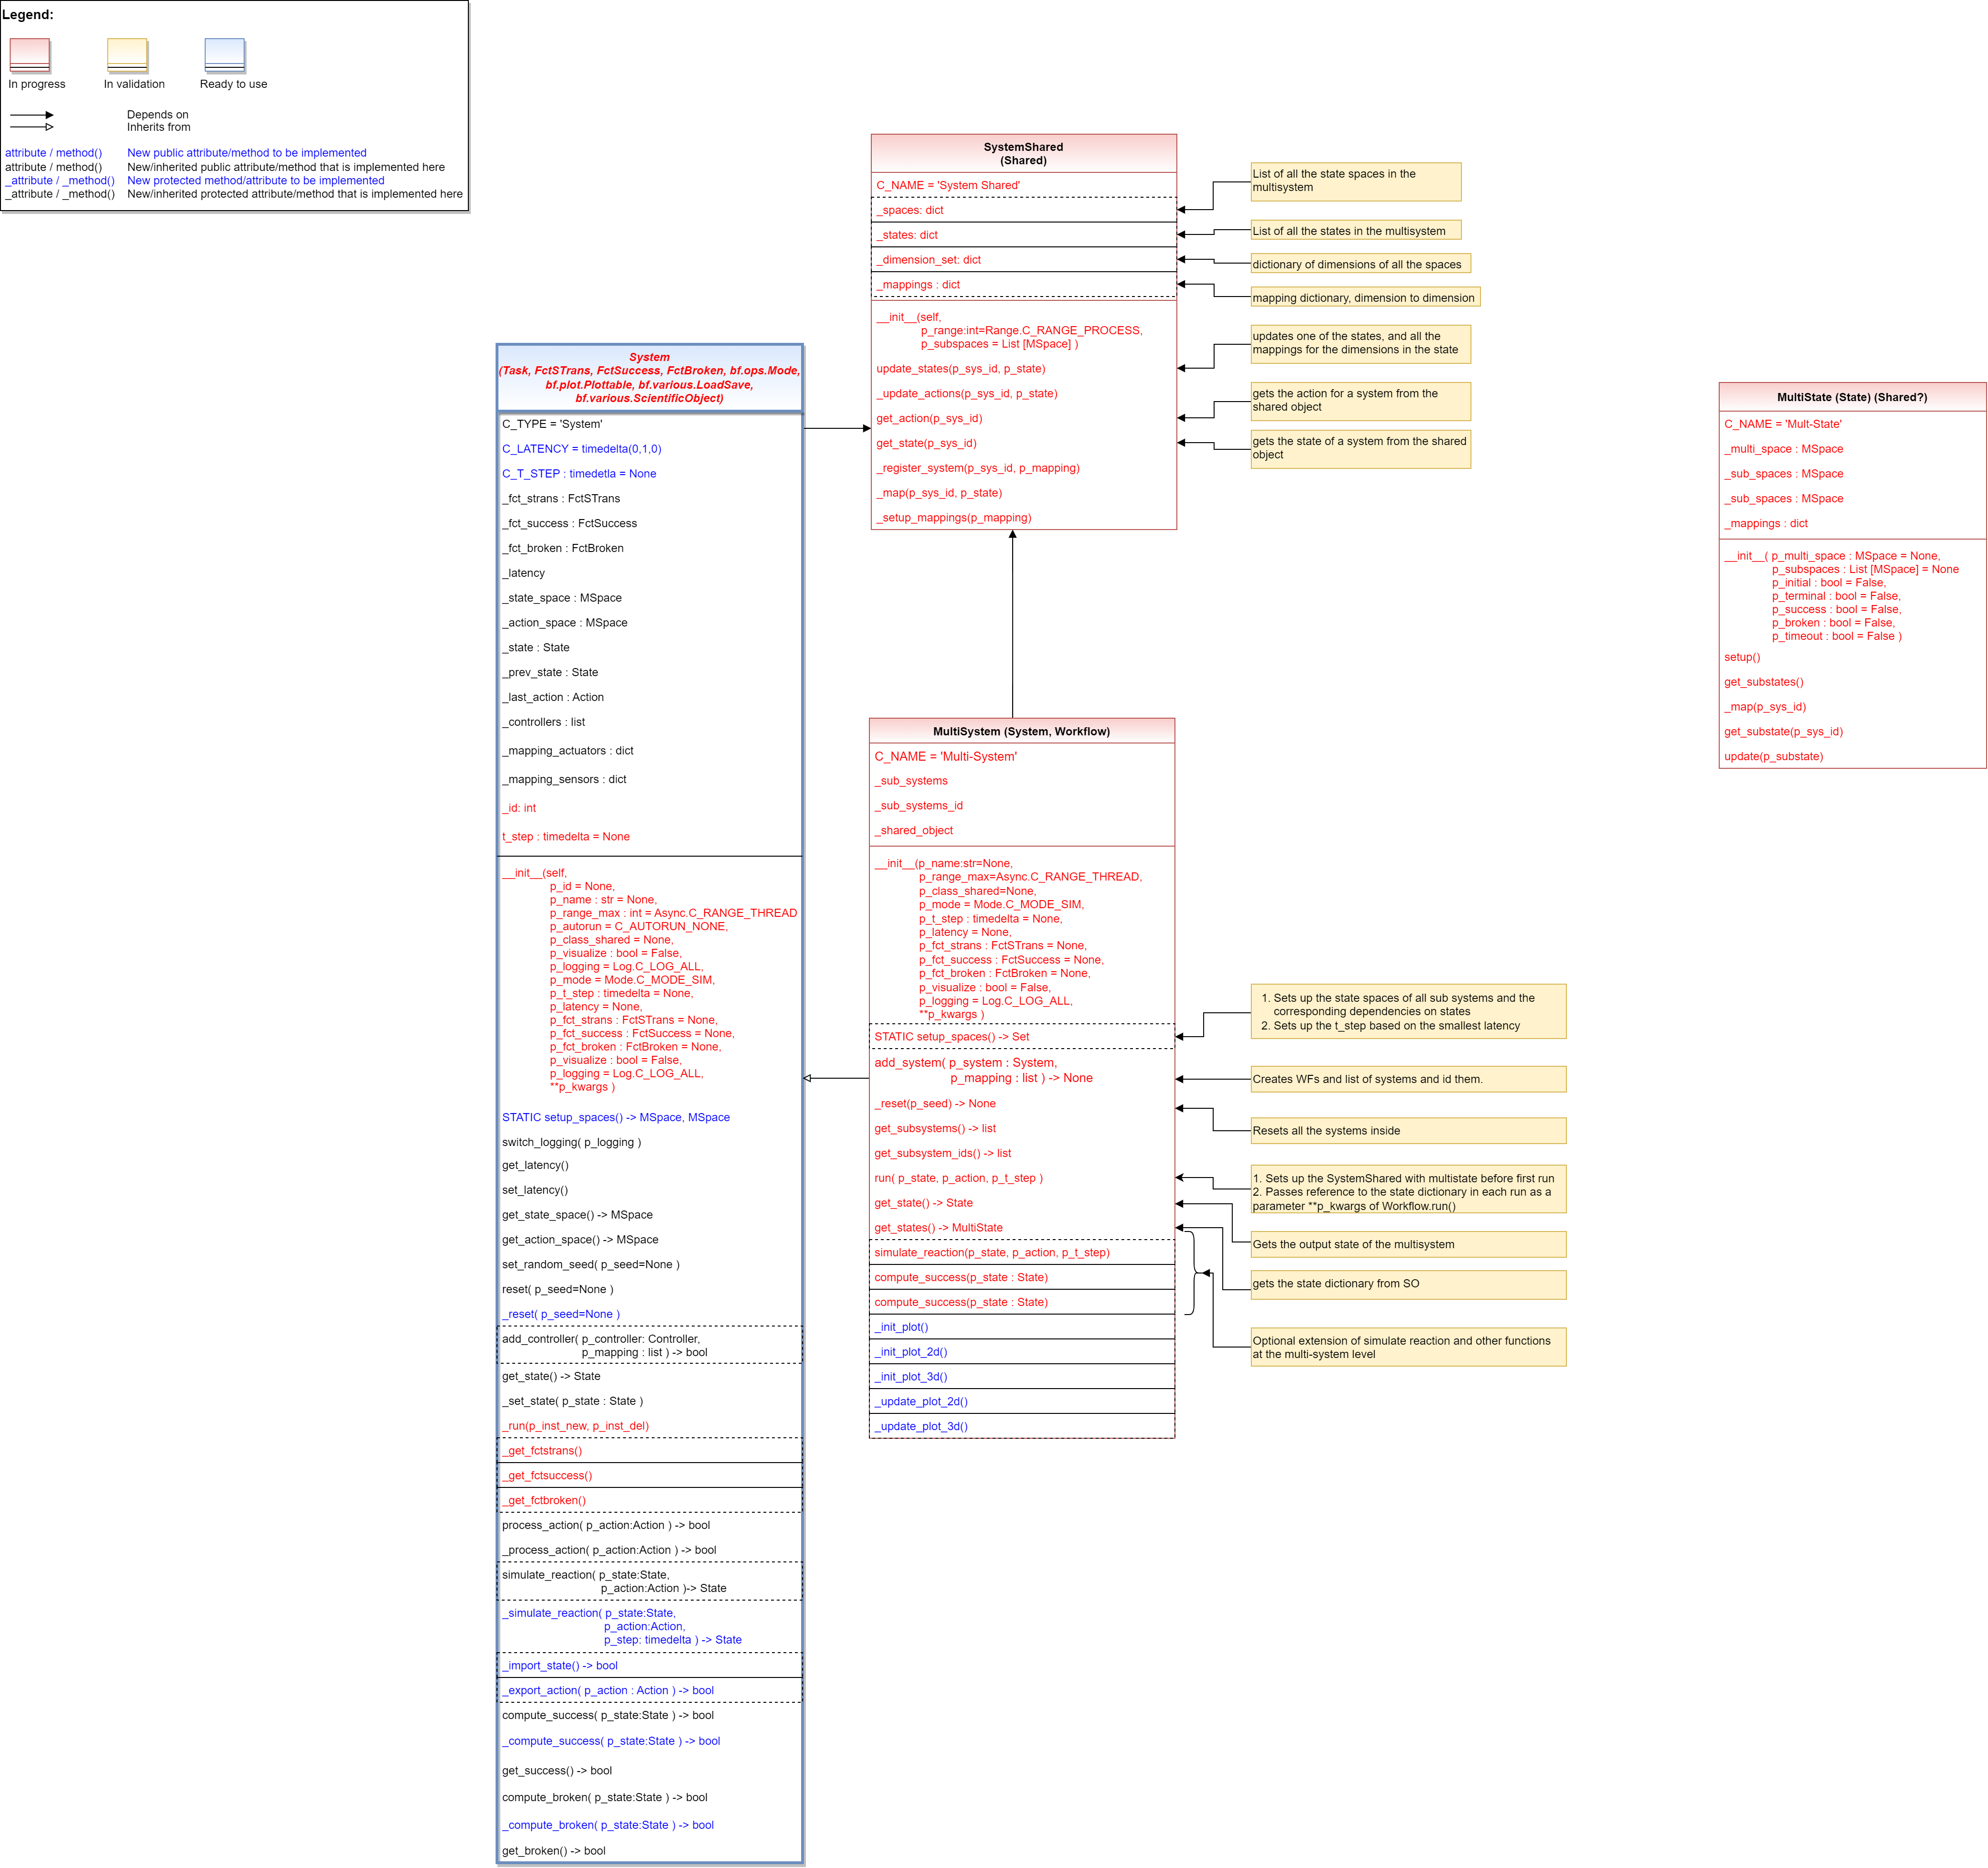 Legend:
In progress
In validation
Ready to use
Depends on
Inherits from
attribute / method() New public attribute/method to be implemented
attribute / method() New/inherited public attribute/method that is implemented here
_attribute / _method() New protected method/attribute to be implemented
_attribute / _method() New/inherited protected attribute/method that is implemented here
System
(Task, FctSTrans, FctSuccess, FctBroken, bf.ops.Mode,
bf.plot.Plottable, bf.various.LoadSave,
bf.various.ScientificObject)
C_TYPE = 'System'
C_LATENCY = timedelta(0,1,0)
C_T_STEP : timedetla = None
_fct_strans : FctSTrans
_fct_success : FctSuccess
_fct_broken : FctBroken
_latency
_state_space : MSpace
_action_space : MSpace
_state : State
_prev_state : State
_last_action : Action
_controllers : list
_mapping_actuators : dict
_mapping_sensors : dict
_id: int
t_step : timedelta = None
__init__(self,
p_id = None,
p_name : str = None,
p_range_max : int = Async.C_RANGE_THREAD
p_autorun = C_AUTORUN_NONE,
p_class_shared = None,
p_visualize : bool = False,
p_logging = Log.C_LOG_ALL,
p_mode = Mode.C_MODE_SIM,
p_t_step : timedelta = None,
p_latency = None,
p_fct_strans : FctSTrans = None,
p_fct_success : FctSuccess = None,
p_fct_broken : FctBroken = None,
p_visualize : bool = False,
p_logging = Log.C_LOG_ALL,
**p_kwargs )
STATIC setup_spaces() -> MSpace, MSpace
switch_logging( p_logging )
get_latency()
set_latency()
get_state_space() -> MSpace
get_action_space() -> MSpace
set_random_seed( p_seed=None )
reset( p_seed=None )
_reset( p_seed=None )
add_controller( p_controller: Controller,
p_mapping : list ) -> bool
get_state() -> State
_set_state( p_state : State )
_run(p_inst_new, p_inst_del)
_get_fctstrans()
_get_fctsuccess()
_get_fctbroken()
process_action( p_action:Action ) -> bool
_process_action( p_action:Action ) -> bool
simulate_reaction( p_state:State,
p_action:Action )-> State
_simulate_reaction( p_state:State,
p_action:Action,
p_step: timedelta ) -> State
_import_state() -> bool
_export_action( p_action : Action ) -> bool
compute_success( p_state:State ) -> bool
_compute_success( p_state:State ) -> bool
get_success() -> bool
compute_broken( p_state:State ) -> bool
_compute_broken( p_state:State ) -> bool
get_broken() -> bool
SystemShared
(Shared)
C_NAME = 'System Shared'
_spaces: dict
_states: dict
_dimension_set: dict
_mappings : dict
__init__(self,
p_range:int=Range.C_RANGE_PROCESS,
p_subspaces = List [MSpace] )
update_states(p_sys_id, p_state)
_update_actions(p_sys_id, p_state)
get_action(p_sys_id)
get_state(p_sys_id)
_register_system(p_sys_id, p_mapping)
_map(p_sys_id, p_state)
_setup_mappings(p_mapping)
List of all the state spaces in the
multisystem
List of all the states in the multisystem
dictionary of dimensions of all the spaces
mapping dictionary, dimension to dimension
updates one of the states, and all the
mappings for the dimensions in the state
gets the action for a system from the
shared object
gets the state of a system from the shared
object
MultiSystem (System, Workflow)
C_NAME = 'Multi-System'
_sub_systems
_sub_systems_id
_shared_object
__init__(p_name:str=None,
p_range_max=Async.C_RANGE_THREAD,
p_class_shared=None,
p_mode = Mode.C_MODE_SIM,
p_t_step : timedelta = None,
p_latency = None,
p_fct_strans : FctSTrans = None,
p_fct_success : FctSuccess = None,
p_fct_broken : FctBroken = None,
p_visualize : bool = False,
p_logging = Log.C_LOG_ALL,
**p_kwargs )
STATIC setup_spaces() -> Set
add_system( p_system : System,
p_mapping : list ) -> None
_reset(p_seed) -> None
get_subsystems() -> list
get_subsystem_ids() -> list
run( p_state, p_action, p_t_step )
get_state() -> State
get_states() -> MultiState
simulate_reaction(p_state, p_action, p_t_step)
compute_success(p_state : State)
compute_success(p_state : State)
_init_plot()
_init_plot_2d()
_init_plot_3d()
_update_plot_2d()
_update_plot_3d()
1. Sets up the state spaces of all sub systems and the
corresponding dependencies on states
2. Sets up the t_step based on the smallest latency
Creates WFs and list of systems and id them.
Resets all the systems inside
1. Sets up the SystemShared with multistate before first run
2. Passes reference to the state dictionary in each run as a
parameter **p_kwargs of Workflow.run()
Gets the output state of the multisystem
gets the state dictionary from SO
Optional extension of simulate reaction and other functions
at the multi-system level
MultiState (State) (Shared?)
C_NAME = 'Mult-State'
_multi_space : MSpace
_sub_spaces : MSpace
_sub_spaces : MSpace
_mappings : dict
__init__( p_multi_space : MSpace = None,
p_subspaces : List [MSpace] = None
p_initial : bool = False,
p_terminal : bool = False,
p_success : bool = False,
p_broken : bool = False,
p_timeout : bool = False )
setup()
get_substates()
_map(p_sys_id)
get_substate(p_sys_id)
update(p_substate)